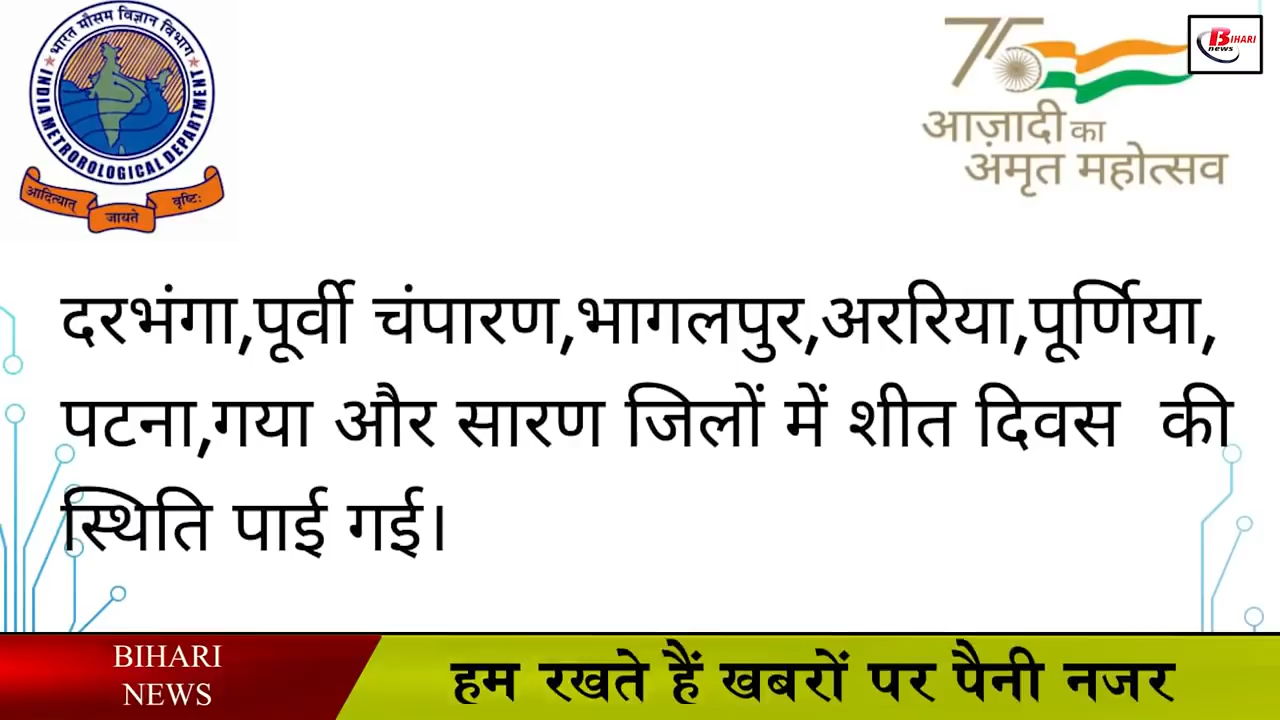 भारत मौसम विज्ञान विभाग
INDIA METROROLOGICAL DEPARTMENT
आदित्यात् जायते वृष्टिः
75
आज़ादी का
अमृत महोत्सव
BIHARI
news
दरभंगा,पूर्वी चंपारण,भागलपुर,अररिया,पूर्णिया,
पटना,गया और सारण जिलों में शीत दिवस की
स्थिति पाई गई।
BIHARI
NEWS
हम रखते हैं खबरों पर पैनी नजर